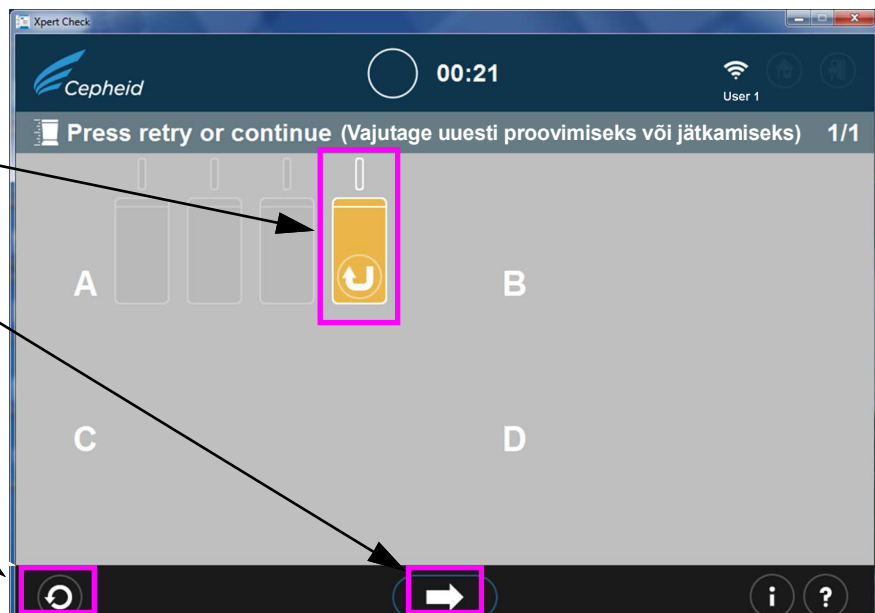 Xpert Check
Cepheid
00:21
User 1
Press retry or continue (Vajutage uuesti proovimiseks või jätkamiseks) 1/1
A
B
C
D
i ?